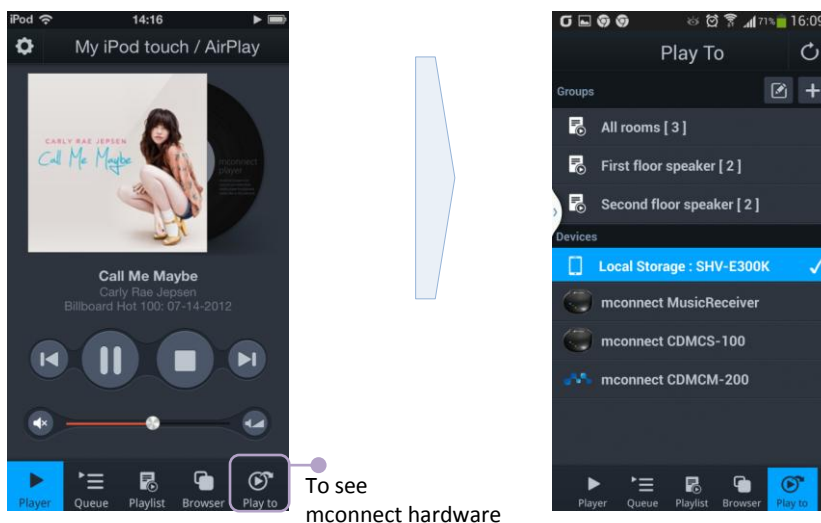 iPod 14:16
My iPod touch / AirPlay
CARLY RAE JEPSEN
Call Me Maybe
mconnect
player
Call Me Maybe
Carly Rae Jepsen
Billboard Hot 100: 07-14-2012
Player Queue Playlist Browser Play to
To see
mconnect hardware
71% 16:09
Play To
Groups
All rooms [ 3 ]
First floor speaker [ 2 ]
Second floor speaker [ 2 ]
Devices
Local Storage : SHV-E300K
mconnect MusicReceiver
mconnect CDMCS-100
mconnect CDMCM-200
Player Queue Playlist Browser Play to